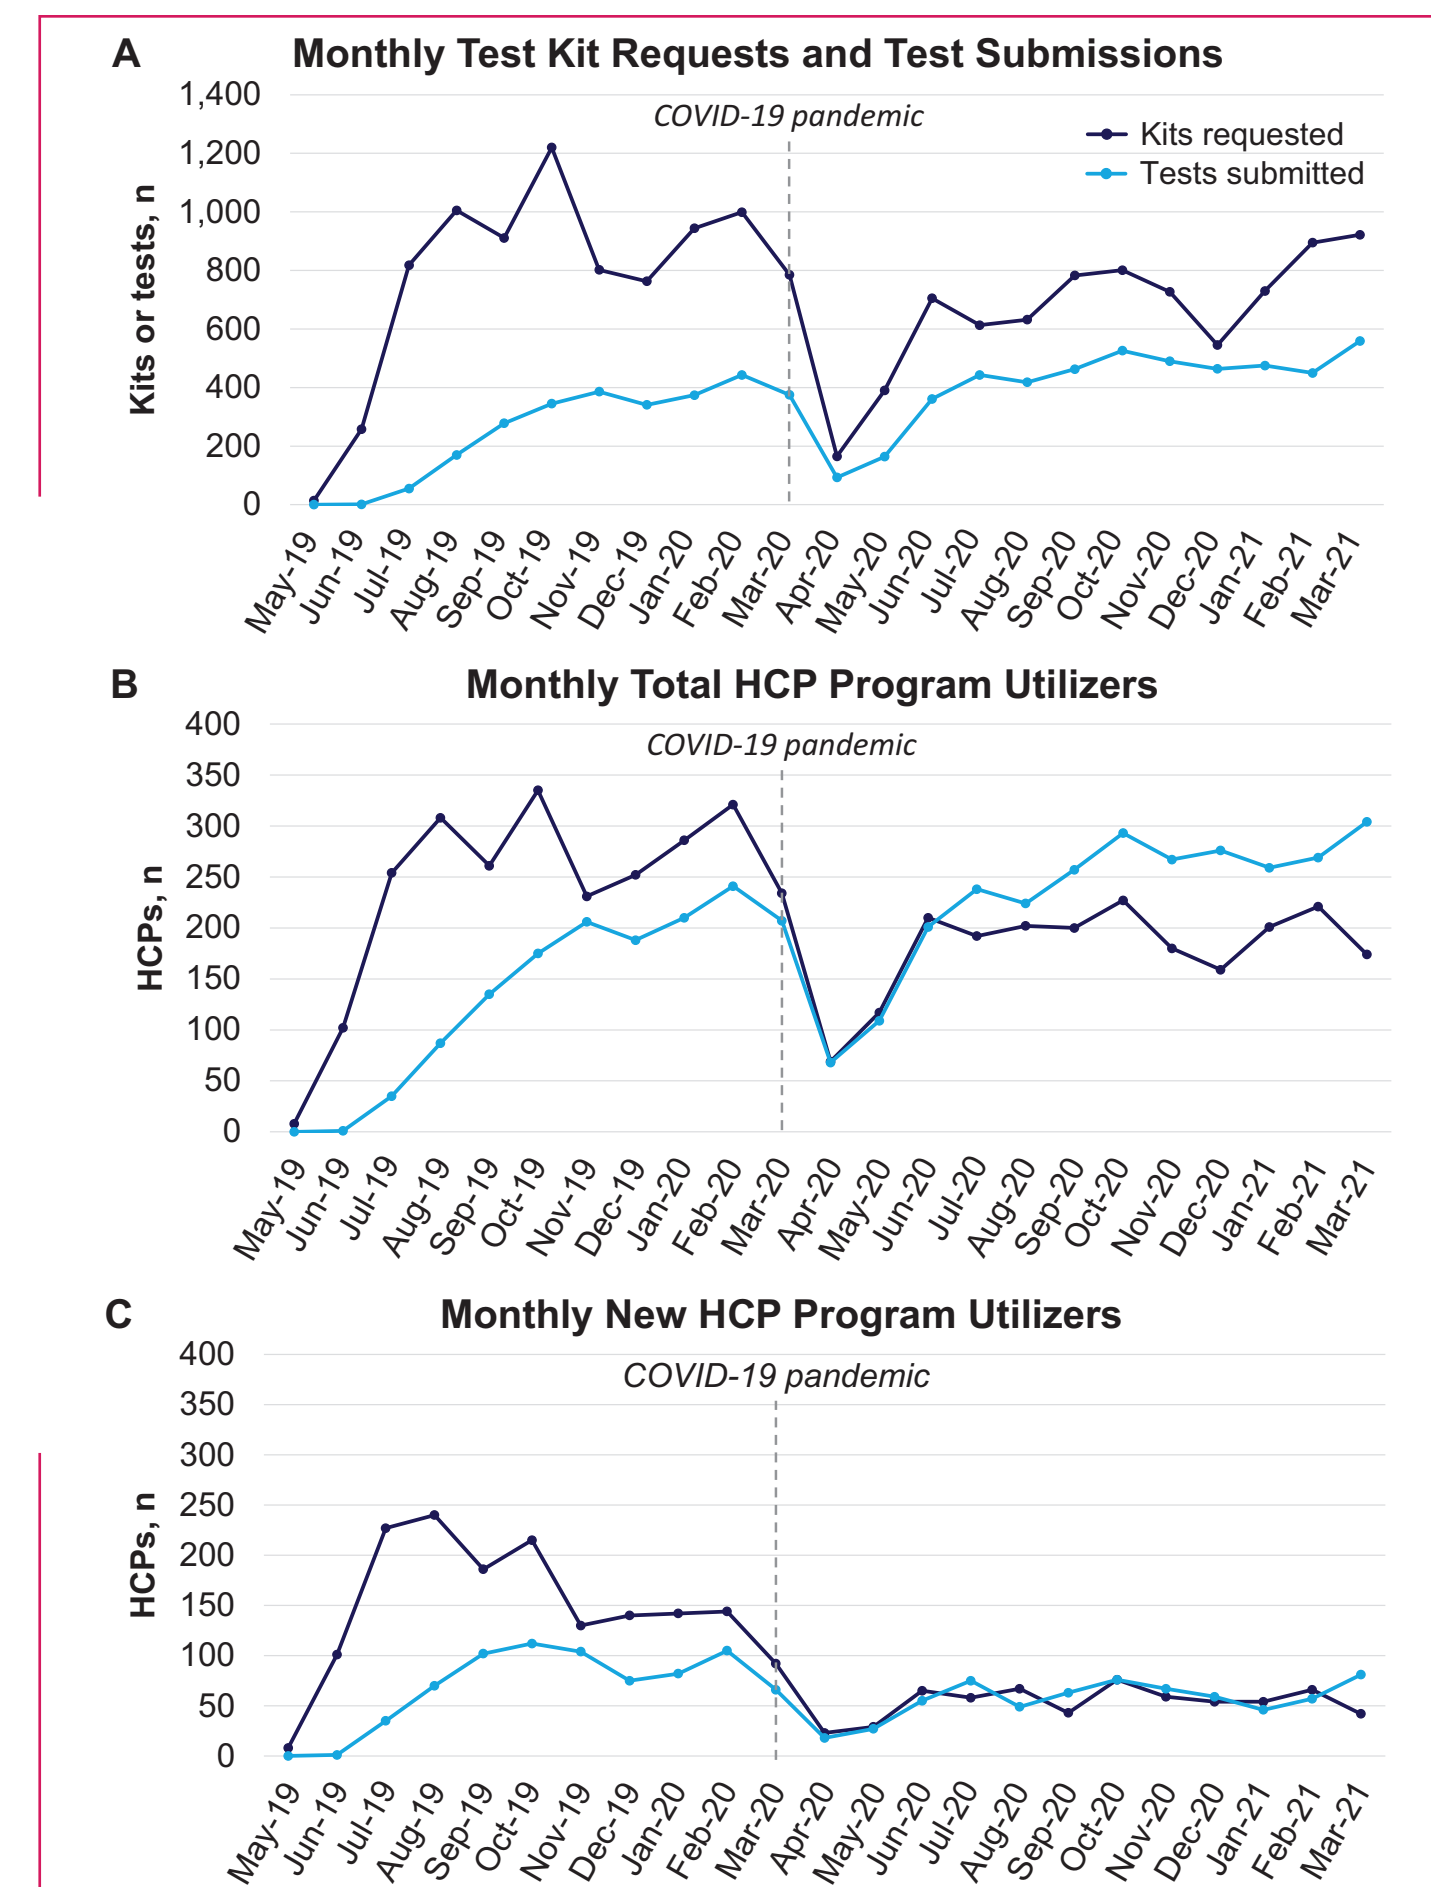 A Monthly Test Kit Requests and Test Submissions
1,400
1,200
1,000
800
600
400
200
0
Kits or tests, n
COVID-19 pandemic
Kits requested
Tests submitted
May-19 Jun-19 Jul-19 Aug-19 Sep-19 Oct-19 Nov-19 Dec-19 Jan-20 Feb-20 Mar-20 Apr-20 May-20 Jun-20 Jul-20 Aug-20 Sep-20 Oct-20 Nov-20 Dec-20 Jan-21 Feb-21 Mar-21
B Monthly Total HCP Program Utilizers
400
350
300
250
200
150
100
50
0
HCPs, n
COVID-19 pandemic
May-19 Jun-19 Jul-19 Aug-19 Sep-19 Oct-19 Nov-19 Dec-19 Jan-20 Feb-20 Mar-20 Apr-20 May-20 Jun-20 Jul-20 Aug-20 Sep-20 Oct-20 Nov-20 Dec-20 Jan-21 Feb-21 Mar-21
C Monthly New HCP Program Utilizers
400
350
300
250
200
150
100
50
0
HCPs, n
COVID-19 pandemic
May-19 Jun-19 Jul-19 Aug-19 Sep-19 Oct-19 Nov-19 Dec-19 Jan-20 Feb-20 Mar-20 Apr-20 May-20 Jun-20 Jul-20 Aug-20 Sep-20 Oct-20 Nov-20 Dec-20 Jan-21 Feb-21 Mar-21